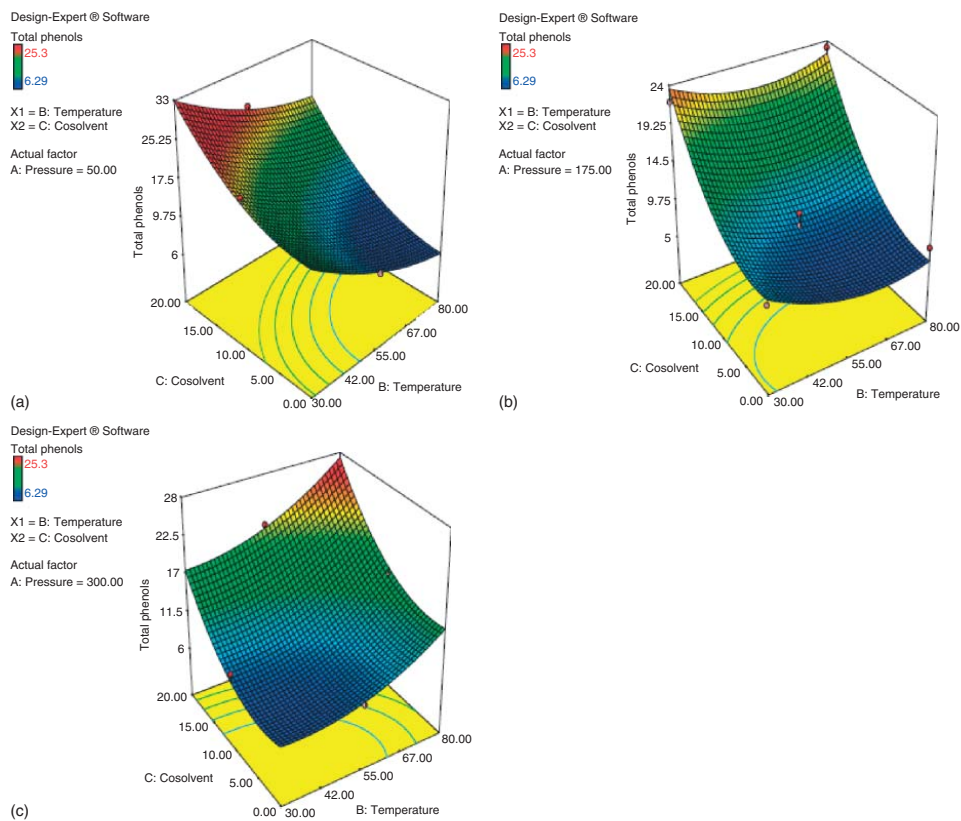 Design-Expert ® Software
Total phenols
25.3
6.29
X1 = B: Temperature
X2 = C: Cosolvent
Actual factor
A: Pressure = 50.00
33
25.25
17.5
9.75
6
Total phenols
20.00
15.00
10.00
5.00
0.00
C: Cosolvent
30.00
42.00
55.00
67.00
80.00
B: Temperature
(a)
Design-Expert ® Software
Total phenols
25.3
6.29
X1 = B: Temperature
X2 = C: Cosolvent
Actual factor
A: Pressure = 175.00
24
19.25
14.5
9.75
5
Total phenols
20.00
15.00
10.00
5.00
0.00
C: Cosolvent
30.00
42.00
55.00
67.00
80.00
B: Temperature
(b)
Design-Expert ® Software
Total phenols
25.3
6.29
X1 = B: Temperature
X2 = C: Cosolvent
Actual factor
A: Pressure = 300.00
28
22.5
17
11.5
6
Total phenols
20.00
15.00
10.00
5.00
0.00
C: Cosolvent
30.00
42.00
55.00
67.00
80.00
B: Temperature
(c)